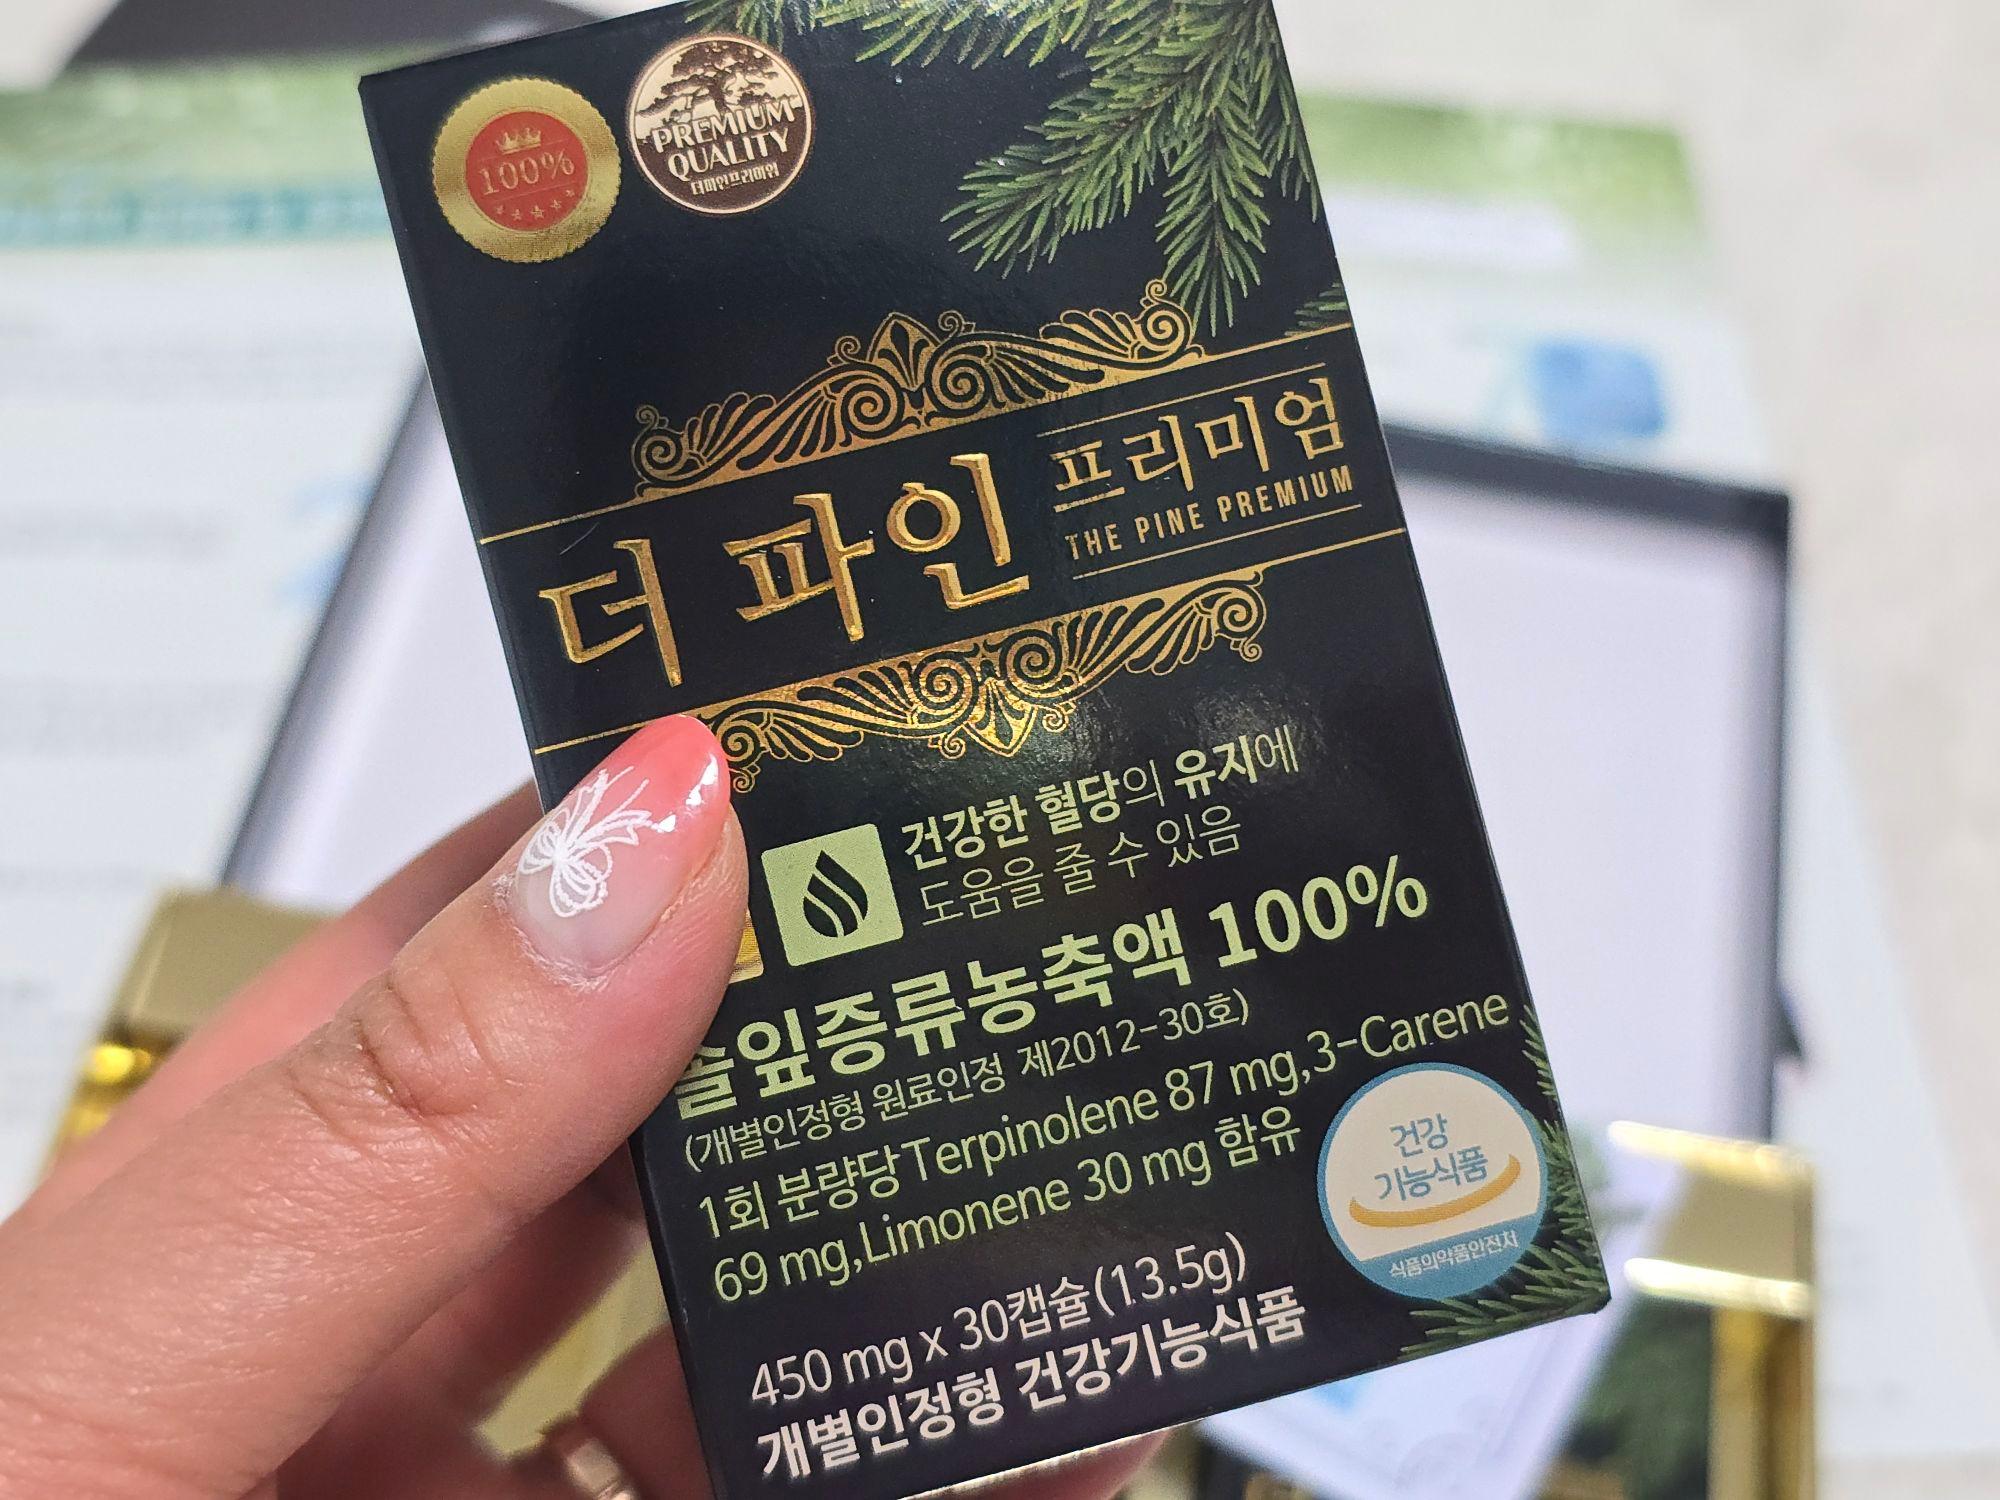 100%
PREMIUM
QUALITY
더파인프리미엄
더 파인
프리미엄
THE PINE PREMIUM
건강한 혈당의 유지에
도움을 줄 수 있음
솔잎증류농축액 100%
(개별인정형 원료인정 제2012-30호)
1회 분량당 Terpinolene 87 mg,3-Carene
69 mg,Limonene 30 mg 함유
450 mg x 30캡슐(13.5g)
개별인정형 건강기능식품
건강
기능식품
식품의약품안전처